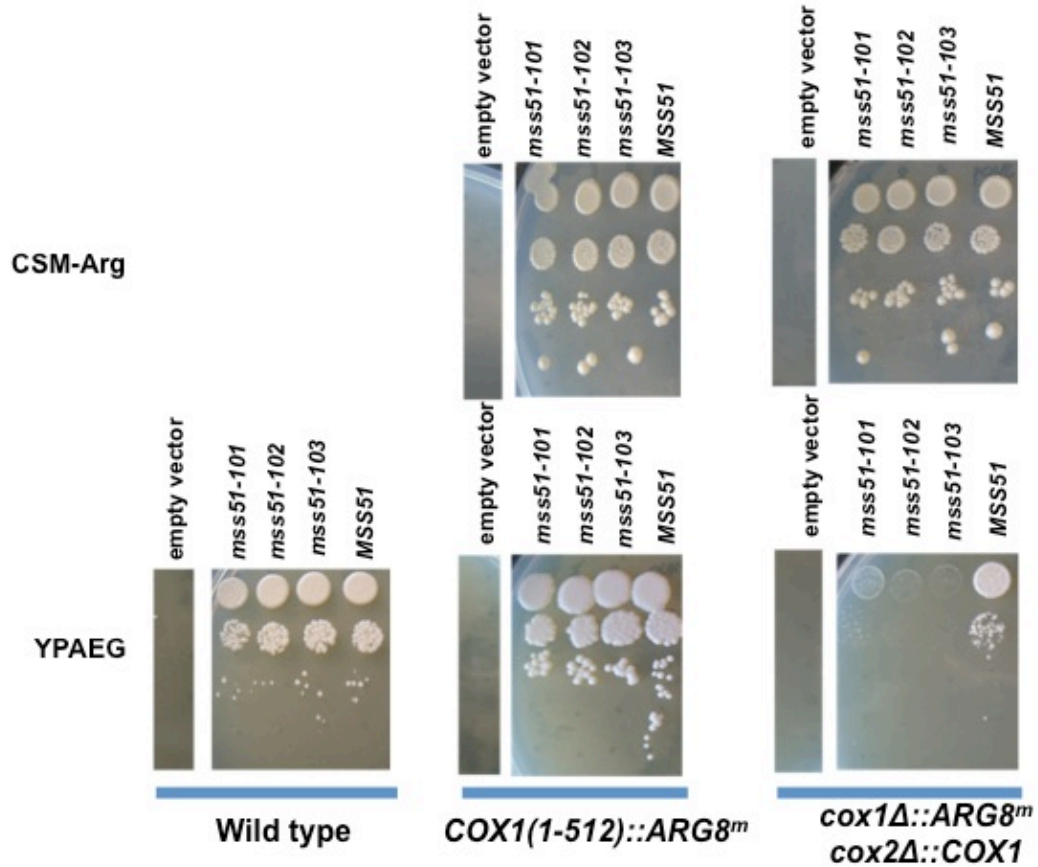 empty vector
mss51-101
mss51-102
mss51-103
MSS51
empty vector
mss51-101
mss51-102
mss51-103
MSS51
CSM-Arg
empty vector
mss51-101
mss51-102
mss51-103
MSS51
empty vector
mss51-101
mss51-102
mss51-103
MSS51
empty vector
mss51-101
mss51-102
mss51-103
MSS51
YPAEG
Wild type
COX1(1-512)::ARG8ᵐ
cox1Δ::ARG8ᵐ
cox2Δ::COX1